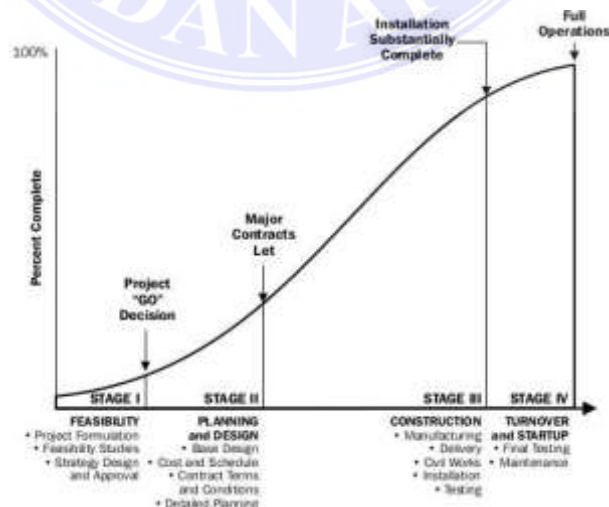 DAN AR
Installation
Substantially
Complete
Full
Operations
100%
Percent Complete
Major
Contracts
Let
Project
"GO"
Decision
STAGE I
STAGE II
STAGE III
STAGE IV
FEASIBILITY
• Project Formulation
• Feasibility Studies
• Strategy Design
and Approval
PLANNING
and DESIGN
• Base Design
• Cost and Schedule
• Contract Terms
and Conditions
• Detailed Planning
CONSTRUCTION
• Manufacturing
• Delivery
• Civil Works
• Installation
• Testing
TURNOVER
and STARTUP
• Final Testing
• Maintenance